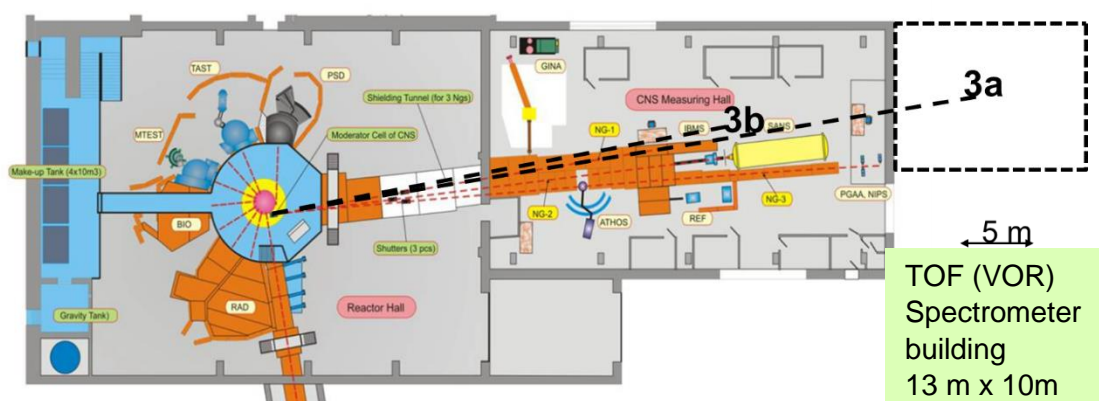 TAST
PSD
GINA
3a
Shielding Tunnel (for 3 Ngs)
CNS Measuring Hall
3b
MTEST
Moderator Cell of CNS
NG-1
IBMS
SANS
Make-up Tank (4x10m3)
BIO
NG-2
ATHOS
REF
NG-3
PGAA, NIPS
Shutters (3 pcs)
5 m
RAD
Reactor Hall
Gravity Tank)
TOF (VOR)
Spectrometer
building
13 m x 10m